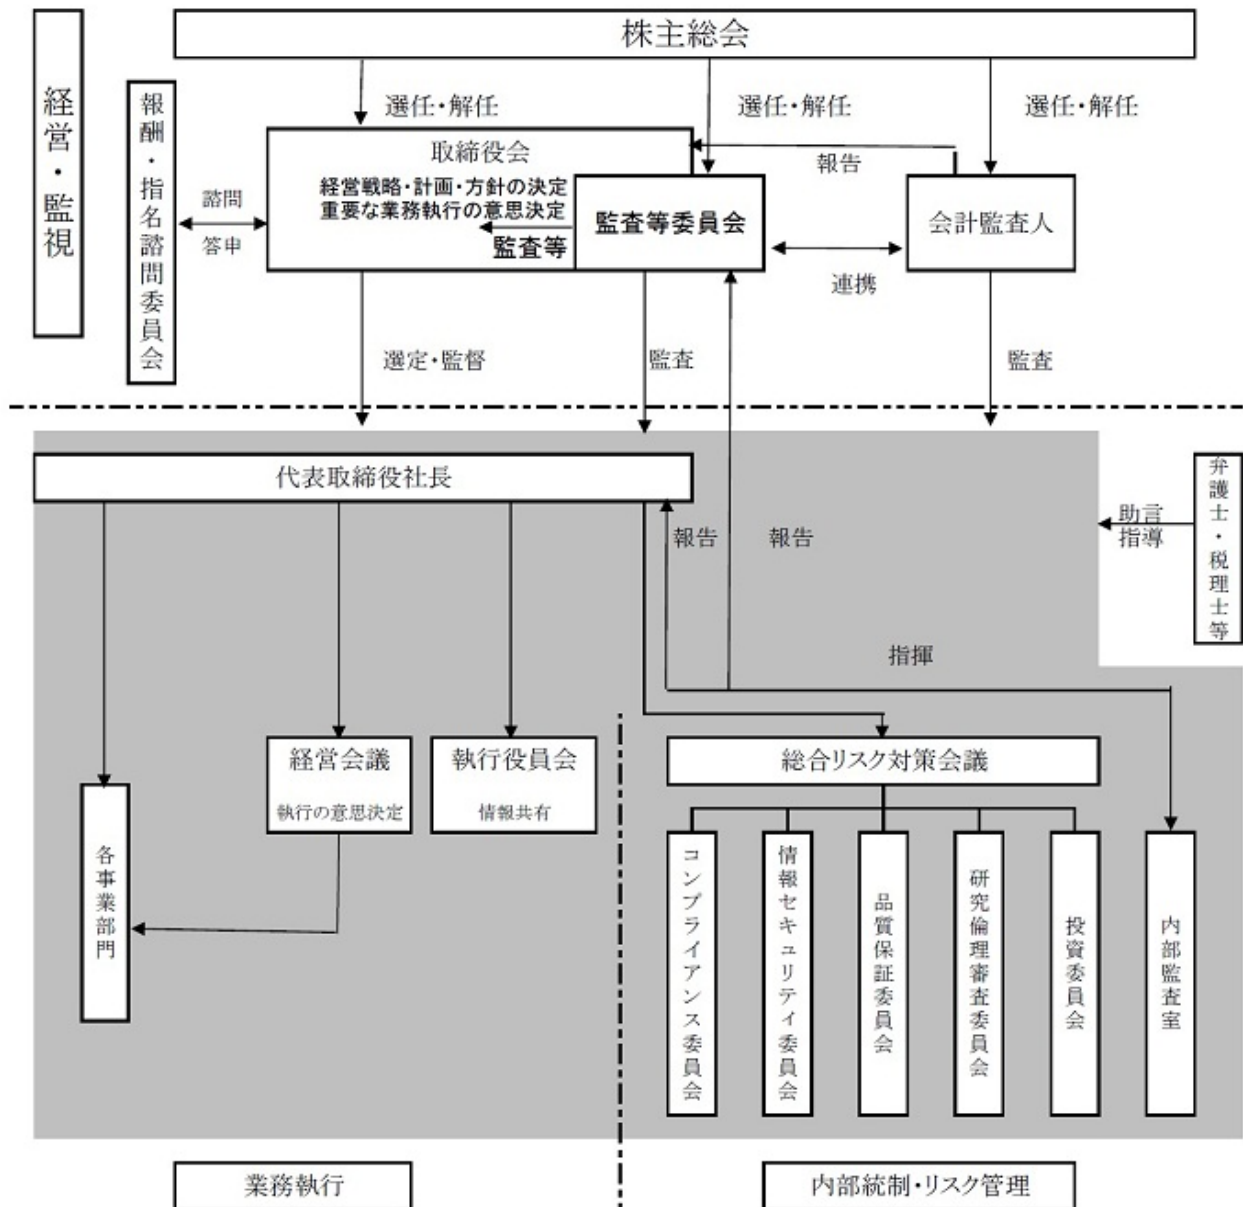 株主総会
経営・監視
報酬・指名諮問委員会
選任・解任
選任・解任
選任・解任
取締役会
経営戦略・計画・方針の決定
重要な業務執行の意思決定
監査等
監査等委員会
報告
会計監査人
諮問
答申
連携
選定・監督
監査
監査
代表取締役社長
弁護士・税理士等
助言
指導
報告
報告
指揮
経営会議
執行の意思決定
執行役員会
情報共有
総合リスク対策会議
各事業部門
コンプライアンス委員会
情報セキュリテイ委員会
品質保証委員会
研究倫理審査委員会
投資委員会
内部監査室
業務執行
内部統制・リスク管理